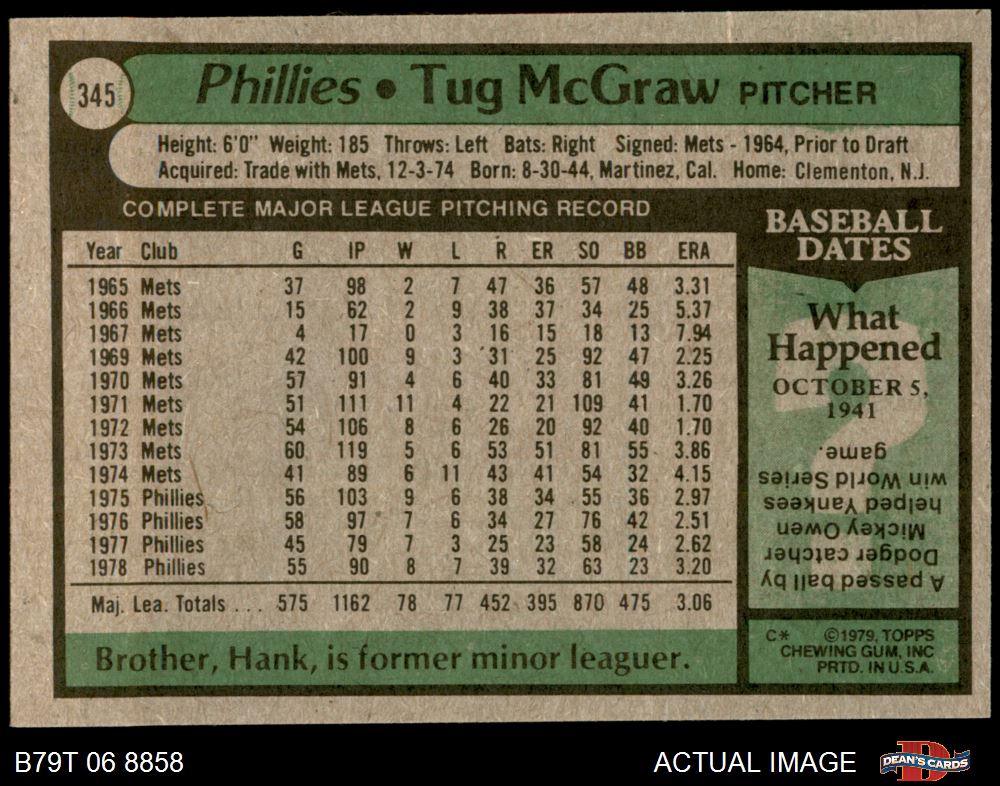 345
Phillies • Tug McGraw PITCHER
Height: 6'0" Weight: 185 Throws: Left Bats: Right Signed: Mets - 1964, Prior to Draft
Acquired: Trade with Mets, 12-3-74 Born: 8-30-44, Martinez, Cal. Home: Clementon, N.J.
COMPLETE MAJOR LEAGUE PITCHING RECORD
Year Club G IP W L R ER SO BB ERA
1965 Mets 37 98 2 7 47 36 57 48 3.31
1966 Mets 15 62 2 9 38 37 34 25 5.37
1967 Mets 4 17 0 3 16 15 18 13 7.94
1969 Mets 42 100 9 3 31 25 92 47 2.25
1970 Mets 57 91 4 6 40 33 81 49 3.26
1971 Mets 51 111 11 4 22 21 109 41 1.70
1972 Mets 54 106 8 6 26 20 92 40 1.70
1973 Mets 60 119 5 6 53 51 81 55 3.86
1974 Mets 41 89 6 11 43 41 54 32 4.15
1975 Phillies 56 103 9 6 38 34 55 36 2.97
1976 Phillies 58 97 7 6 34 27 76 42 2.51
1977 Phillies 45 79 7 3 25 23 58 24 2.62
1978 Phillies 55 90 8 7 39 32 63 23 3.20
Maj. Lea. Totals ... 575 1162 78 77 452 395 870 475 3.06
Brother, Hank, is former minor leaguer.
BASEBALL
DATES
What
Happened
OCTOBER 5,
1941
A passed ball by
Dodger catcher
Mickey Owen
helped Yankees
win World Series
game.
C* ©1979, TOPPS
CHEWING GUM, INC
PRTD. IN U.S.A.
B79T 06 8858
ACTUAL IMAGE
D
DEAN'S CARDS